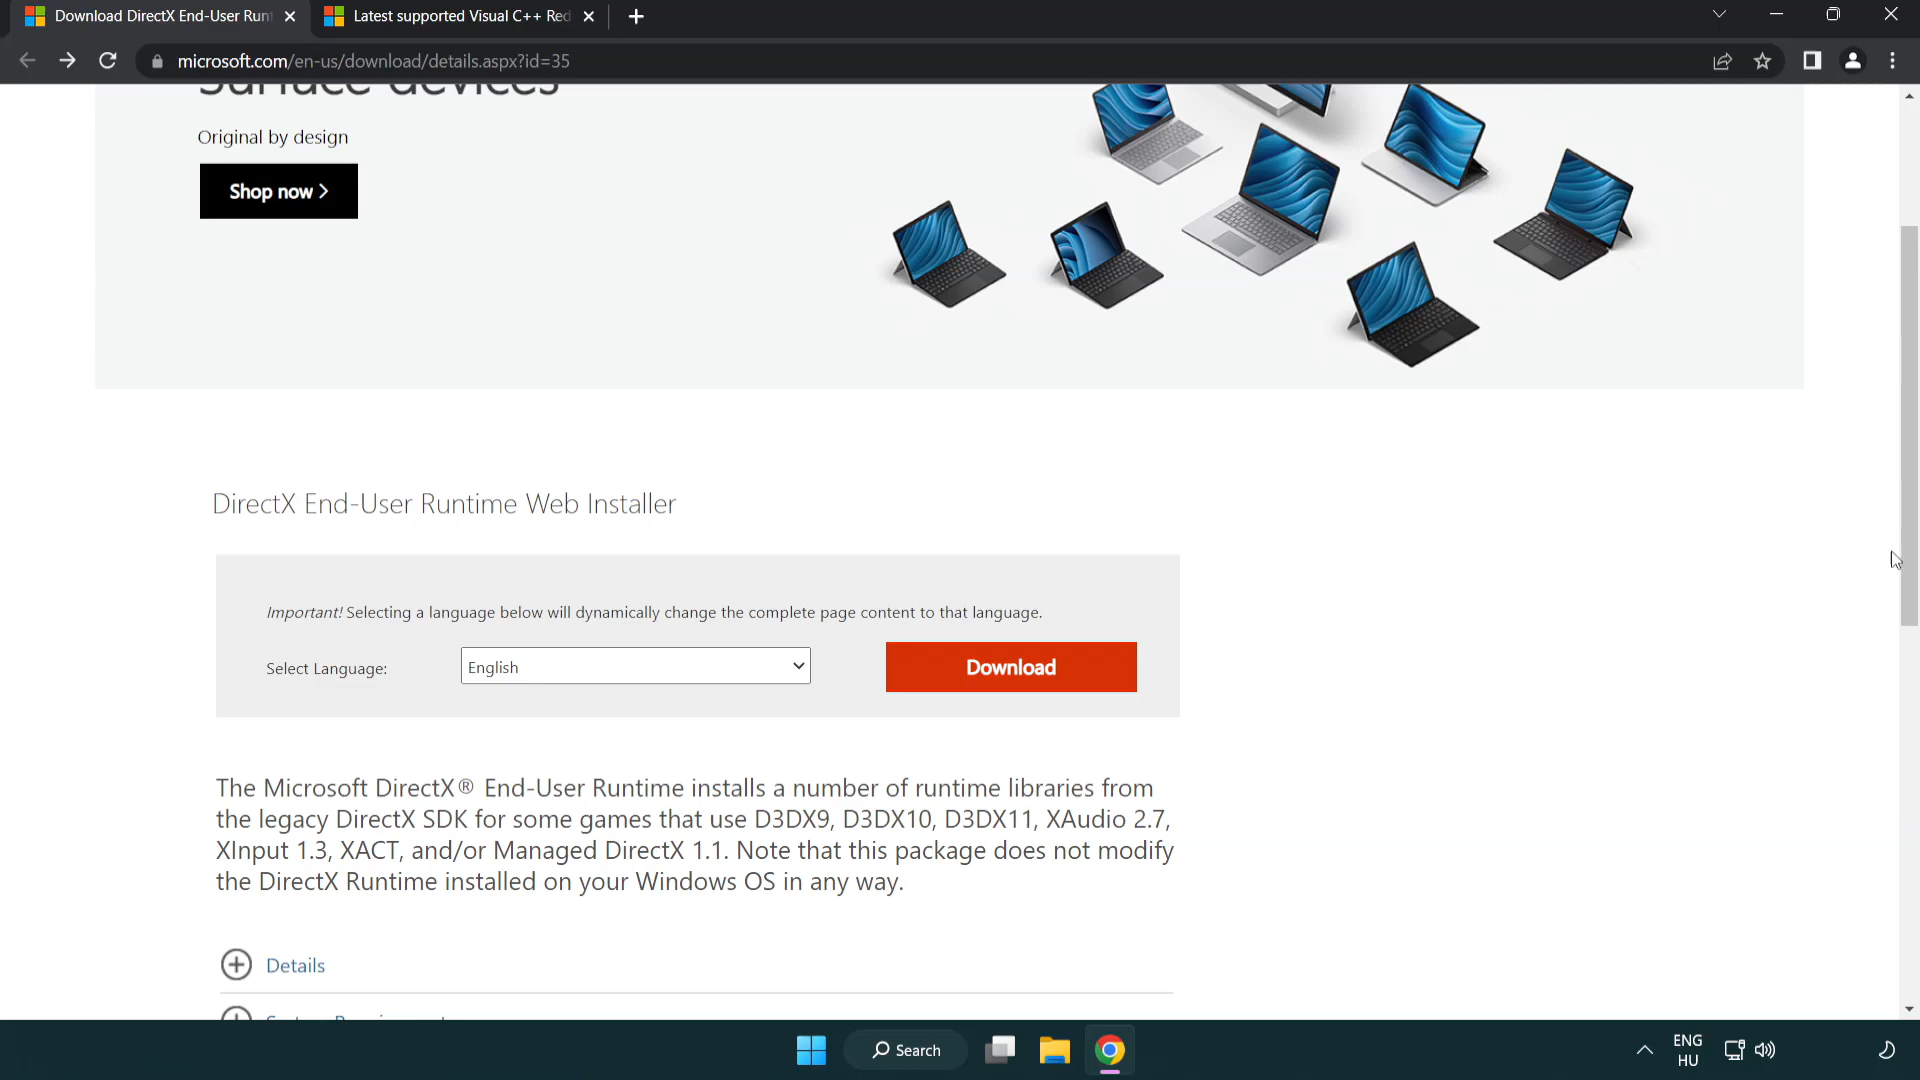 Download DirectX End-User Runt
Latest supported Visual C++ Red
microsoft.com/en-us/download/details.aspx?id=35
Surface devices
Original by design
Shop now
DirectX End-User Runtime Web Installer
Important! Selecting a language below will dynamically change the complete page content to that language.
Select Language:
English
Download
The Microsoft DirectX® End-User Runtime installs a number of runtime libraries from
the legacy DirectX SDK for some games that use D3DX9, D3DX10, D3DX11, XAudio 2.7,
XInput 1.3, XACT, and/or Managed DirectX 1.1. Note that this package does not modify
the DirectX Runtime installed on your Windows OS in any way.
Details
Search
ENG
HU